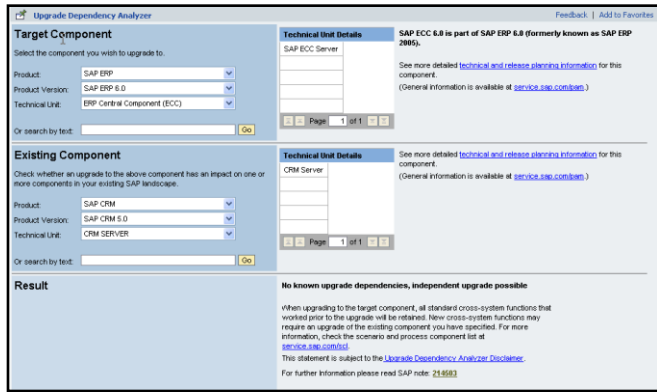 Upgrade Dependency Analyzer
Feedback | Add to Favorites
Target Component
Select the component you wish to upgrade to.
Product: SAP ERP
Product Version: SAP ERP 6.0
Technical Unit: ERP Central Component (ECC)
Or search by text: Go
Technical Unit Details
SAP ECC Server
Page 1 of 1
SAP ECC 6.0 is part of SAP ERP 6.0 (formerly known as SAP ERP
2005).
See more detailed technical and release planning information for this
component.
(General information is available at service.sap.com/pam.)
Existing Component
Check whether an upgrade to the above component has an impact on one or
more components in your existing SAP landscape.
Product: SAP CRM
Product Version: SAP CRM 5.0
Technical Unit: CRM SERVER
Or search by text: Go
Technical Unit Details
CRM Server
Page 1 of 1
See more detailed technical and release planning information for this
component.
(General information is available at service.sap.com/pam.)
Result
No known upgrade dependencies, independent upgrade possible
When upgrading to the target component, all standard cross-system functions that
worked prior to the upgrade will be retained. New cross-system functions may
require an upgrade of the existing component you have specified. For more
information, check the scenario and process component list at
service.sap.com/scl.
This statement is subject to the Upgrade Dependency Analyzer Disclaimer.
For further Information please read SAP note: 214583